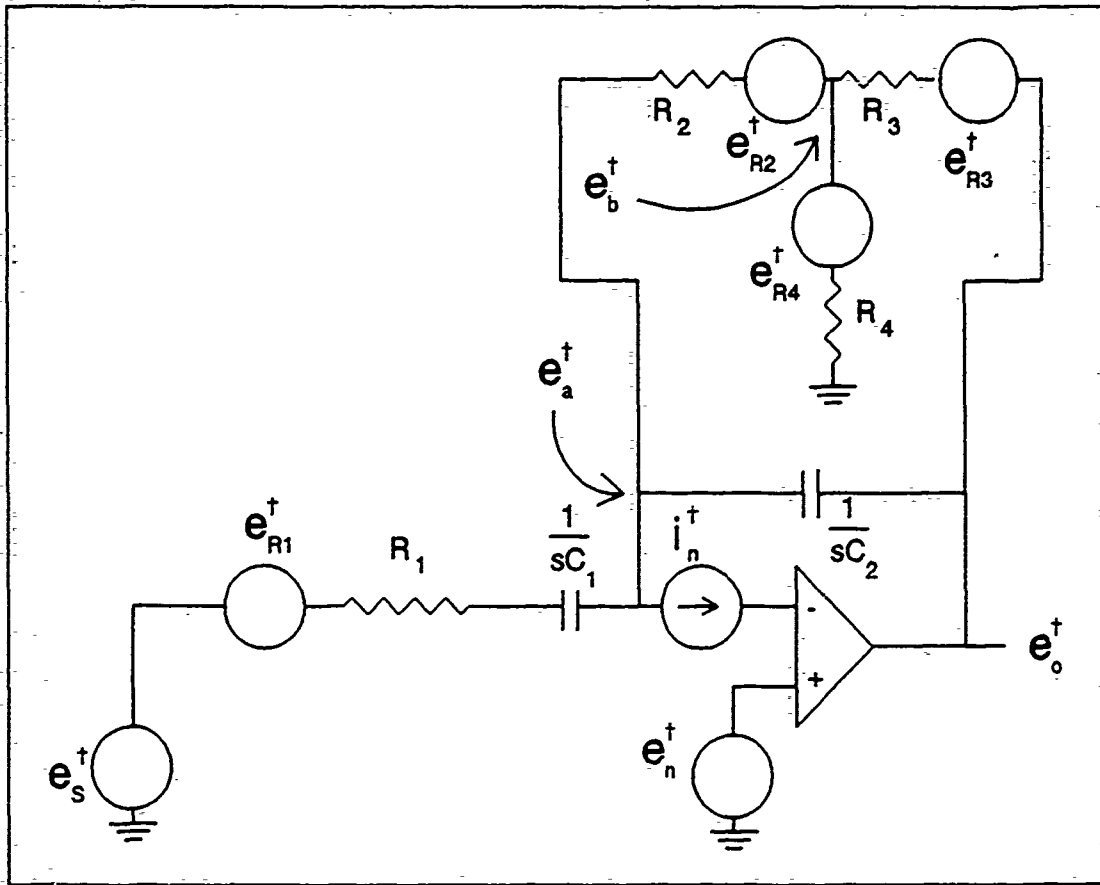 R2
e†R2
R3
e†R3
e†b
e†R4
R4
e†a
e†R1
R1
1
sC1
i†n
1
sC2
-
+
e†o
e†s
e†n